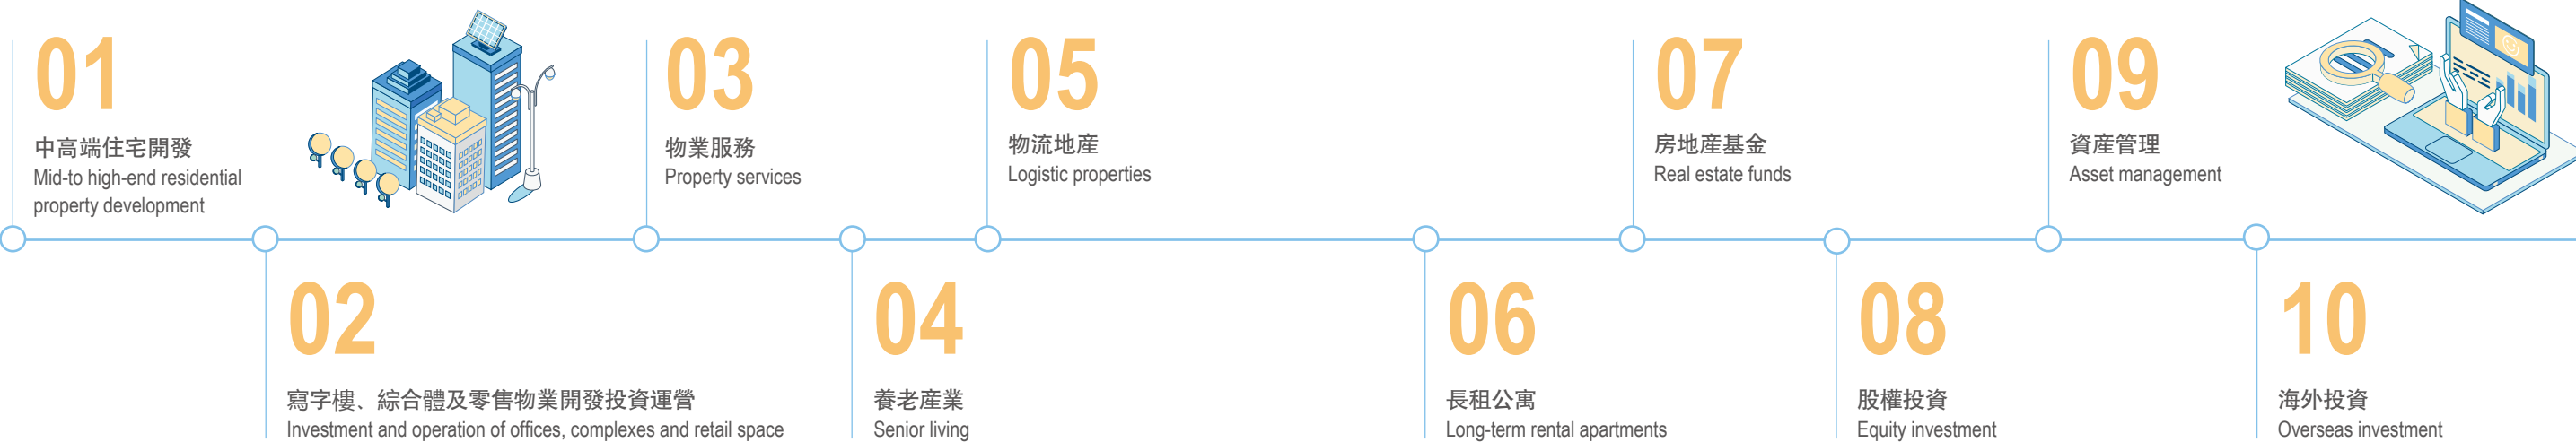 01
中高端住宅開發
Mid-to high-end residential
property development
02
寫字樓、綜合體及零售物業開發投資運營
Investment and operation of offices, complexes and retail space
03
物業服務
Property services
04
養老産業
Senior living
05
物流地産
Logistic properties
06
長租公寓
Long-term rental apartments
07
房地産基金
Real estate funds
08
股權投資
Equity investment
09
資産管理
Asset management
10
海外投資
Overseas investment